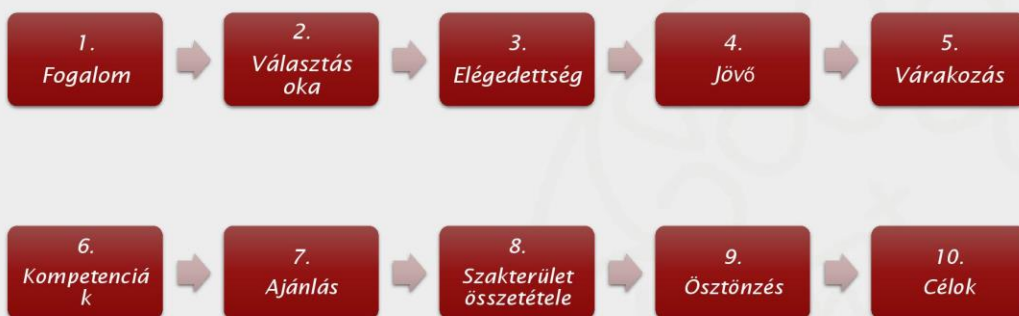 1.
Fogalom
2.
Választás
oka
3.
Elégedettség
4.
Jövő
5.
Várakozás
6.
Kompetenciá
k
7.
Ajánlás
8.
Szakterület
összetétele
9.
Ösztönzés
10.
Célok